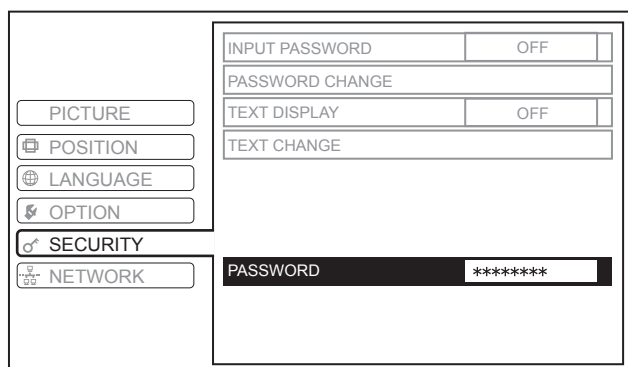 PICTURE
POSITION
LANGUAGE
OPTION
SECURITY
NETWORK
INPUT PASSWORD OFF
PASSWORD CHANGE
TEXT DISPLAY OFF
TEXT CHANGE
PASSWORD ********